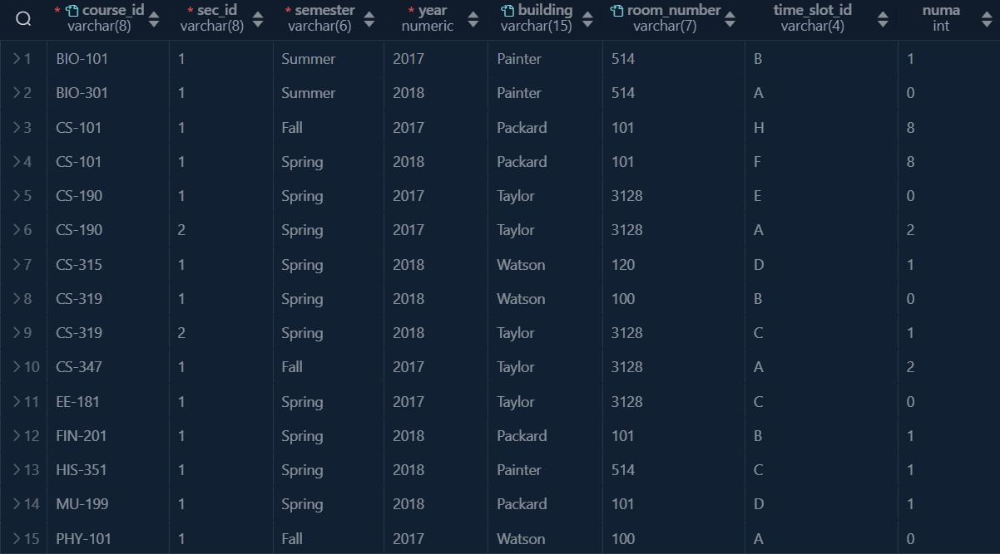 * course_id * sec_id * semester * year building room_number time_slot_id numa
varchar(8) varchar(8) varchar(6) numeric varchar(15) varchar(7) varchar(4) int
1 BIO-101 1 Summer 2017 Painter 514 B 1
2 BIO-301 1 Summer 2018 Painter 514 A 0
3 CS-101 1 Fall 2017 Packard 101 H 8
4 CS-101 1 Spring 2018 Packard 101 F 8
5 CS-190 1 Spring 2017 Taylor 3128 E 0
6 CS-190 2 Spring 2017 Taylor 3128 A 2
7 CS-315 1 Spring 2018 Watson 120 D 1
8 CS-319 1 Spring 2018 Watson 100 B 0
9 CS-319 2 Spring 2018 Taylor 3128 C 1
10 CS-347 1 Fall 2017 Taylor 3128 A 2
11 EE-181 1 Spring 2017 Taylor 3128 C 0
12 FIN-201 1 Spring 2018 Packard 101 B 1
13 HIS-351 1 Spring 2018 Painter 514 C 1
14 MU-199 1 Spring 2018 Packard 101 D 1
15 PHY-101 1 Fall 2017 Watson 100 A 0